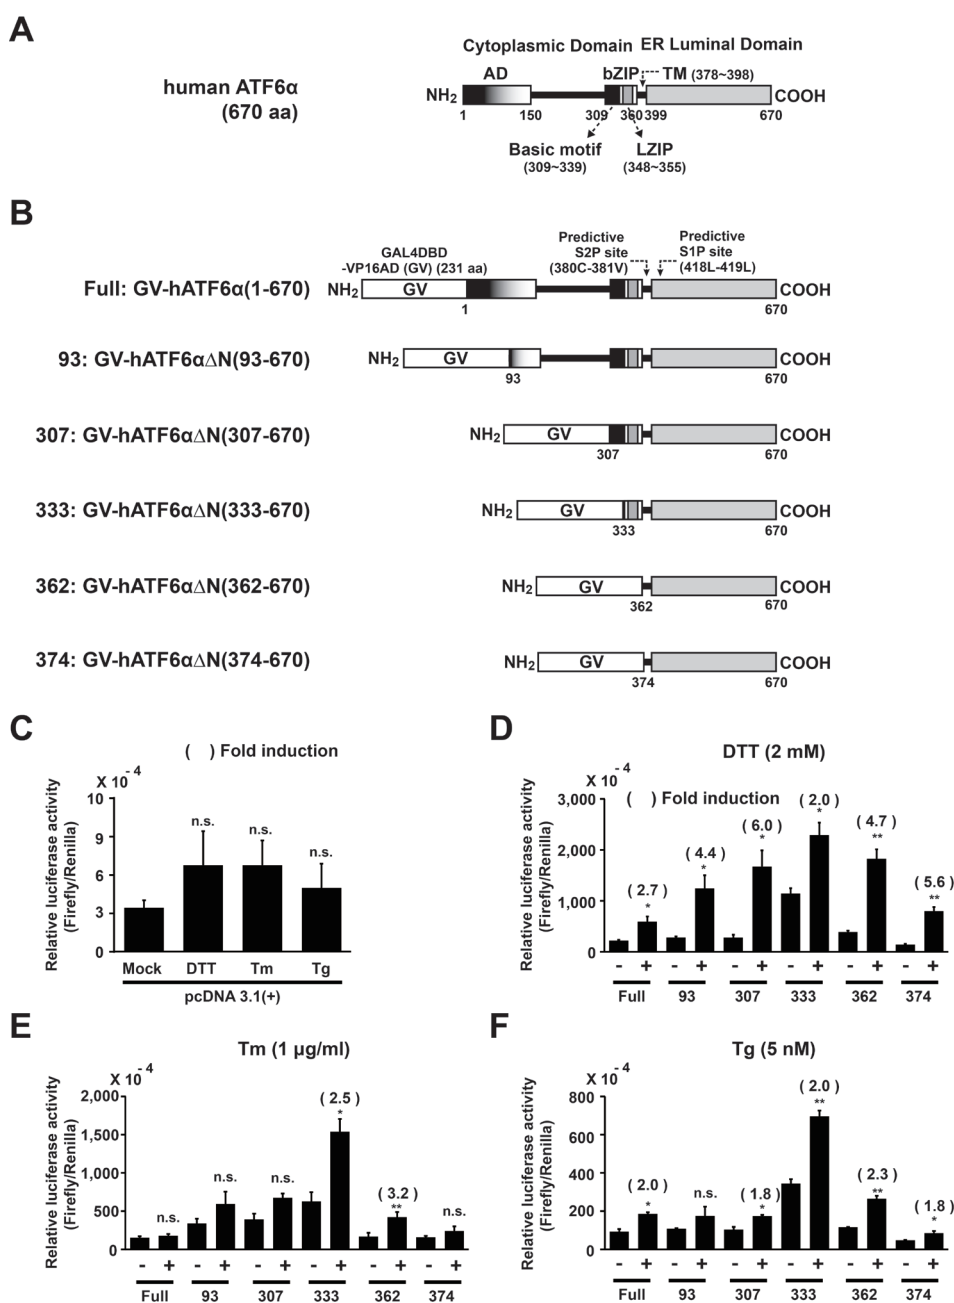 A
Cytoplasmic Domain ER Luminal Domain
human ATF6α
(670 aa)
AD bZIP TM (378~398)
NH2 COOH
1 150 309 360 399 670
Basic motif LZIP
(309~339) (348~355)
B
GAL4DBD
-VP16AD (GV) (231 aa)
Predictive
S2P site
(380C-381V)
Predictive
S1P site
(418L-419L)
Full: GV-hATF6α(1-670) NH2 GV COOH
1 670
93: GV-hATF6αΔN(93-670) NH2 GV COOH
93 670
307: GV-hATF6αΔN(307-670) NH2 GV COOH
307 670
333: GV-hATF6αΔN(333-670) NH2 GV COOH
333 670
362: GV-hATF6αΔN(362-670) NH2 GV COOH
362 670
374: GV-hATF6αΔN(374-670) NH2 GV COOH
374 670
C
( ) Fold induction
X 10-4
Relative luciferase activity
(Firefly/Renilla)
10
9
6
3
0
n.s. n.s. n.s.
Mock DTT Tm Tg
pcDNA 3.1(+)
D
DTT (2 mM)
X 10-4
( ) Fold induction
Relative luciferase activity
(Firefly/Renilla)
3,000
2,000
1,000
0
(2.7) (4.4) (6.0) (2.0) (4.7) (5.6)
* * * * ** **
- + - + - + - + - + - +
Full 93 307 333 362 374
E
Tm (1 μg/ml)
X 10-4
Relative luciferase activity
(Firefly/Renilla)
2,000
1,500
1,000
500
0
n.s. n.s. n.s. (2.5) (3.2) n.s.
* **
- + - + - + - + - + - +
Full 93 307 333 362 374
F
Tg (5 nM)
X 10-4
Relative luciferase activity
(Firefly/Renilla)
800
600
400
200
0
(2.0) n.s. (1.8) (2.0) (2.3) (1.8)
* * ** ** *
- + - + - + - + - + - +
Full 93 307 333 362 374